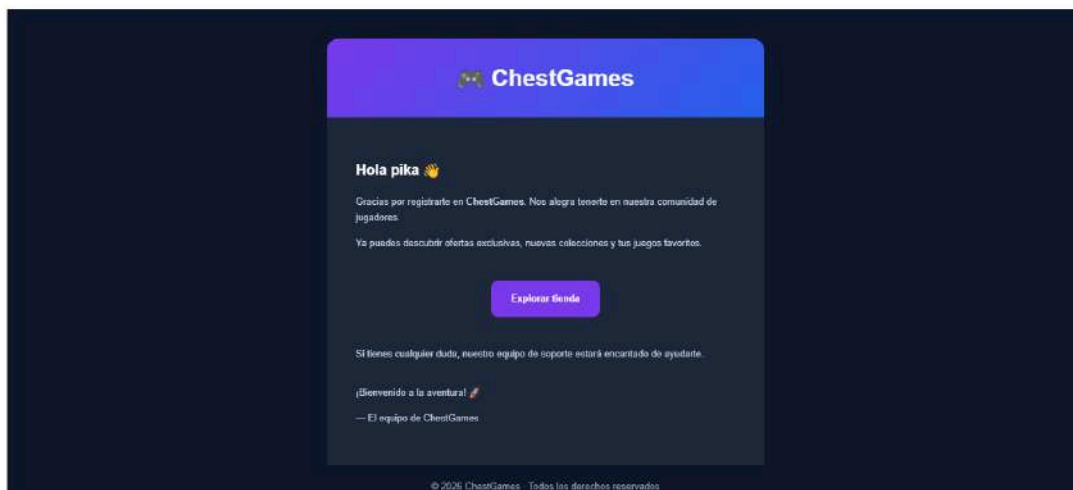 🎮 ChestGames
Hola pika 👋
Gracias por registrarte en ChestGames. Nos alegra tenerte en nuestra comunidad de
jugadores.
Ya puedes descubrir ofertas exclusivas, nuevas colecciones y tus juegos favoritos.
Explorar tienda
Si tienes cualquier duda, nuestro equipo de soporte estará encantado de ayudarte.
¡Bienvenido a la aventura! 🚀
— El equipo de ChestGames
© 2026 ChestGames · Todos los derechos reservados